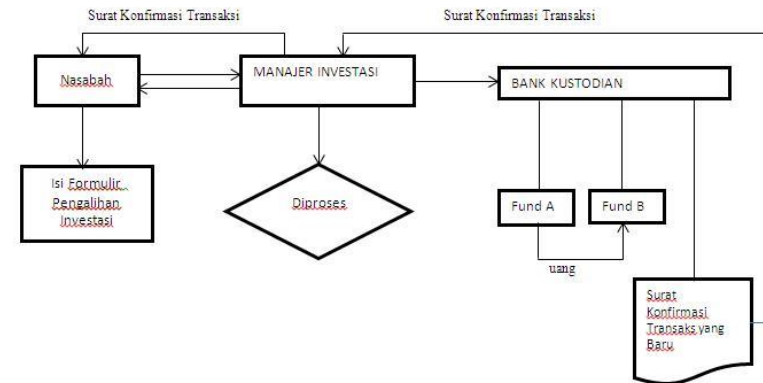 Surat Konfirmasi Transaksi
Surat Konfirmasi Transaksi
Nasabah
MANAJER INVESTASI
BANK KUSTODIAN
Isi Formulir
Pengalihan
Investasi
Diproses
Fund A
Fund B
uang
Surat
Konfirmasi
Transaks yang
Baru